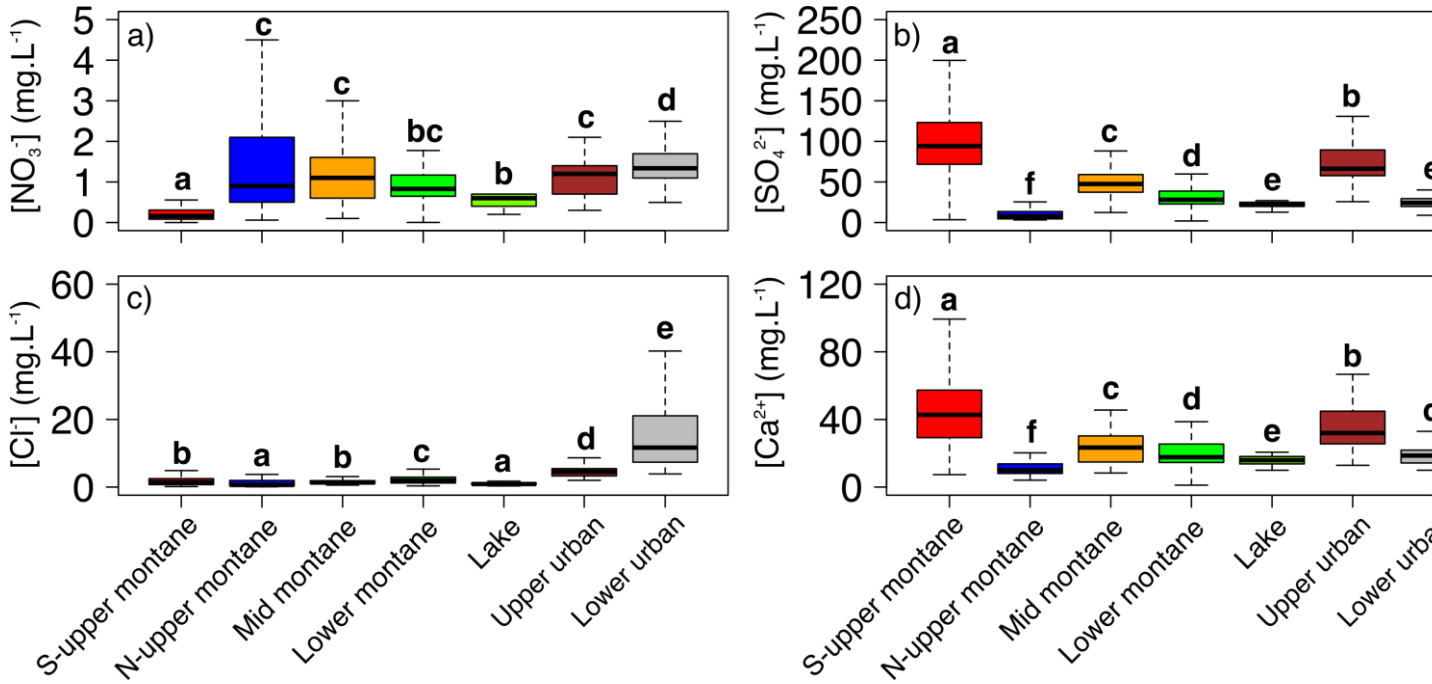 a)
[NO₃⁻] (mg.L⁻¹)
5
4
3
2
1
0
a
c
c
bc
b
c
d
b)
[SO₄²⁻] (mg.L⁻¹)
250
200
150
100
50
0
a
f
c
d
e
b
e
c)
[Cl⁻] (mg.L⁻¹)
60
40
20
0
b
a
b
c
a
d
e
S-upper montane
N-upper montane
Mid montane
Lower montane
Lake
Upper urban
Lower urban
d)
[Ca²⁺] (mg.L⁻¹)
120
80
40
0
a
f
c
d
e
b
S-upper montane
N-upper montane
Mid montane
Lower montane
Lake
Upper urban
Lower urba